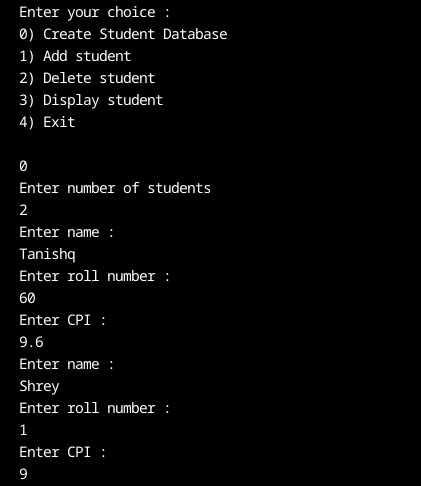 Enter your choice :
0) Create Student Database
1) Add student
2) Delete student
3) Display student
4) Exit
0
Enter number of students
2
Enter name :
Tanishq
Enter roll number :
60
Enter CPI :
9.6
Enter name :
Shrey
Enter roll number :
1
Enter CPI :
9